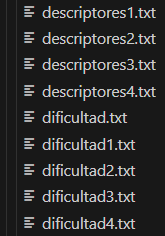 descriptores1.txt
descriptores2.txt
descriptores3.txt
descriptores4.txt
dificultad.txt
dificultad1.txt
dificultad2.txt
dificultad3.txt
dificultad4.txt